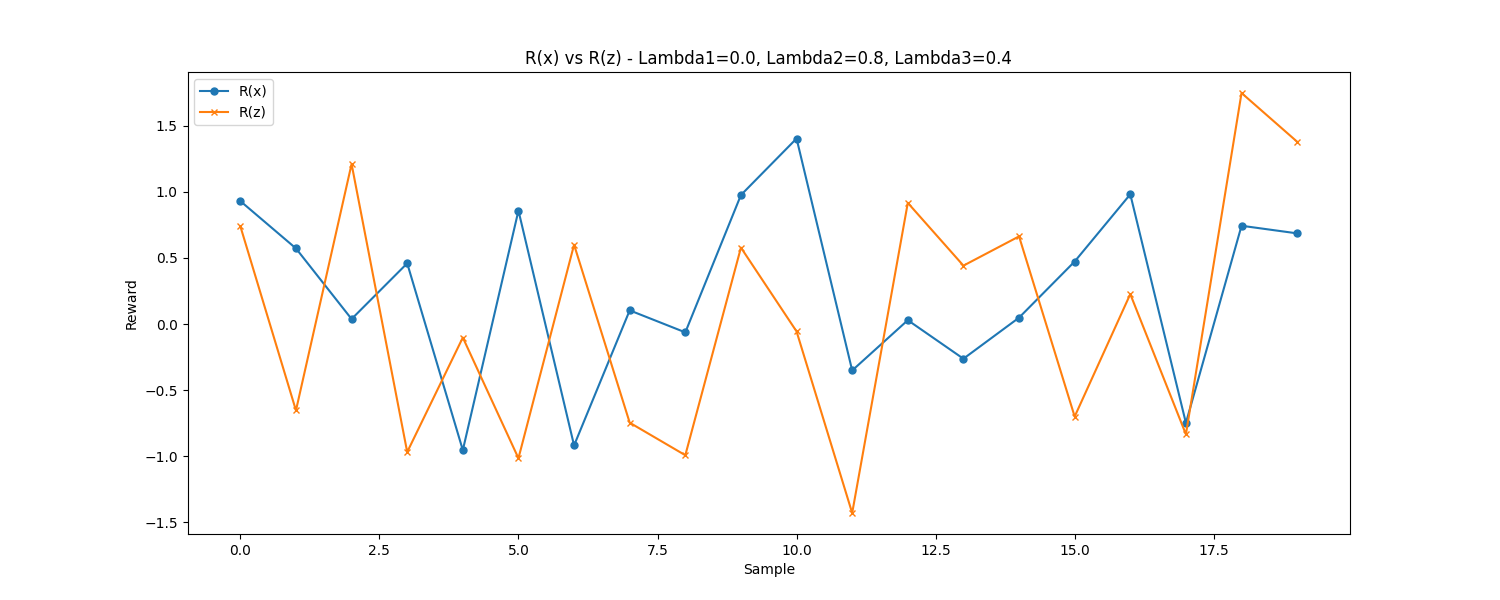 R(x) vs R(z) - Lambda1=0.0, Lambda2=0.8, Lambda3=0.4
R(x)
R(z)
1.5
1.0
0.5
0.0
−0.5
−1.0
−1.5
Reward
0.0 2.5 5.0 7.5 10.0 12.5 15.0 17.5
Sample